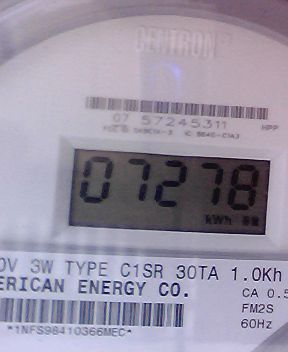 CENTRON
07 57245311
HPP
07278
kWh
0V 3W TYPE C1SR 30TA 1.0Kh
ERICAN ENERGY CO.
CA 0.5
FM2S
*1NFS98410366MEC*
60Hz